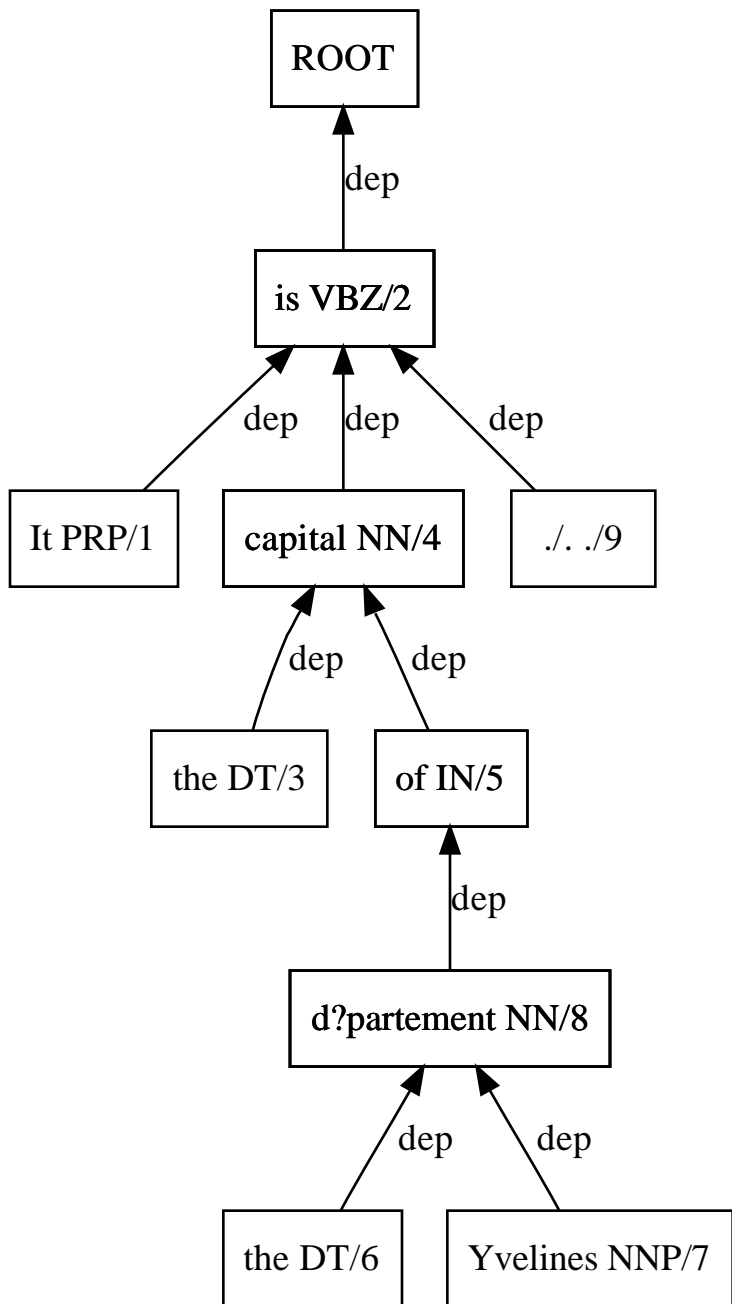 ROOT
dep
is VBZ/2
dep dep dep
It PRP/1 capital NN/4 ./. ./9
dep dep
the DT/3 of IN/5
dep
d?partement NN/8
dep dep
the DT/6 Yvelines NNP/7